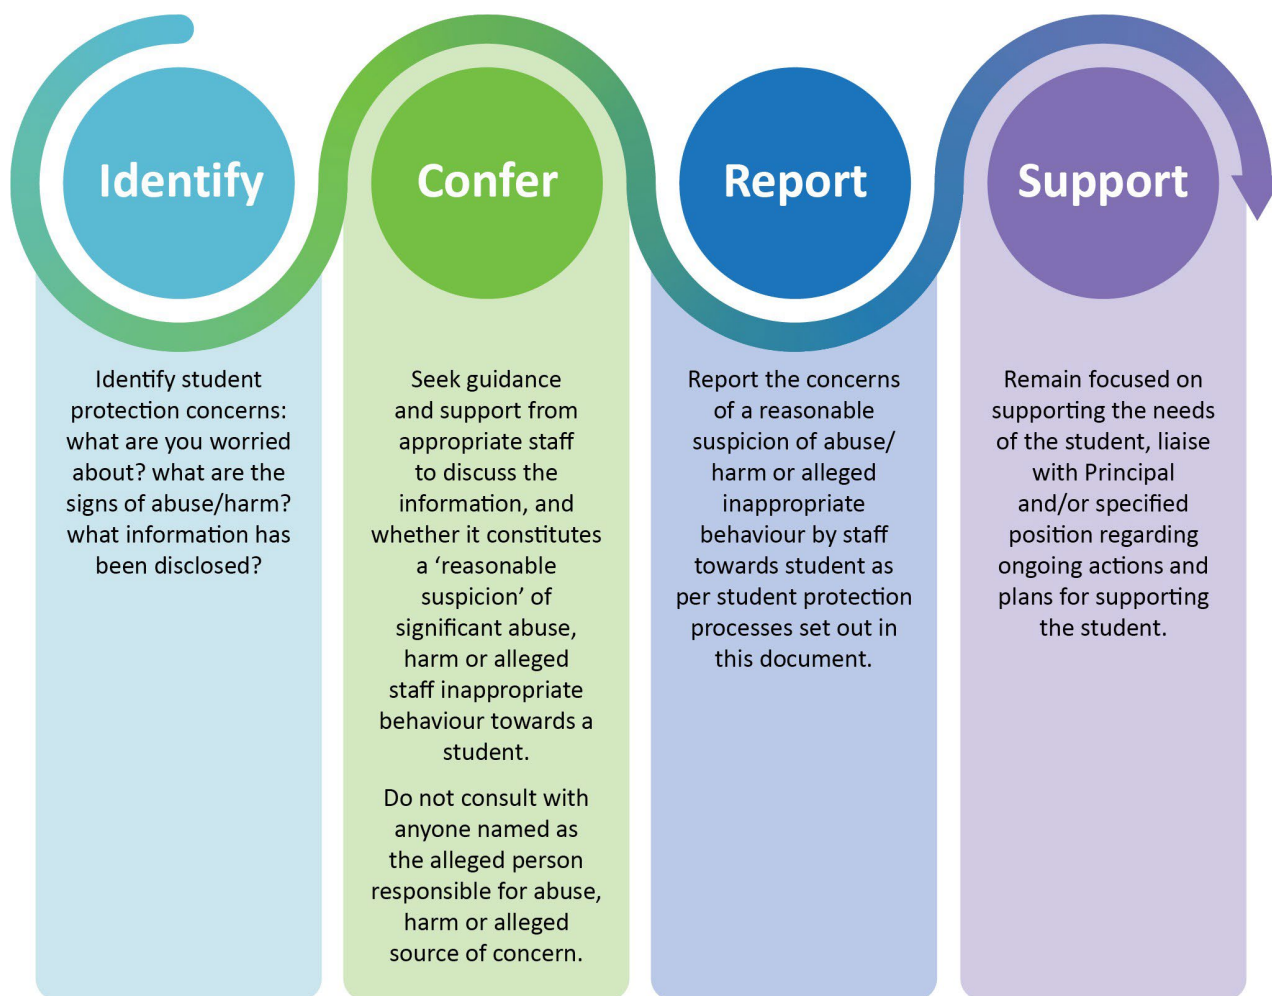 Identify
Identify student
protection concerns:
what are you worried
about? what are the
signs of abuse/harm?
what information has
been disclosed?
Confer
Seek guidance
and support from
appropriate staff
to discuss the
information, and
whether it constitutes
a ‘reasonable
suspicion’ of
significant abuse,
harm or alleged
staff inappropriate
behaviour towards a
student.
Do not consult with
anyone named as
the alleged person
responsible for abuse,
harm or alleged
source of concern.
Report
Report the concerns
of a reasonable
suspicion of abuse/
harm or alleged
inappropriate
behaviour by staff
towards student as
per student protection
processes set out in
this document.
Support
Remain focused on
supporting the needs
of the student, liaise
with Principal
and/or specified
position regarding
ongoing actions and
plans for supporting
the student.